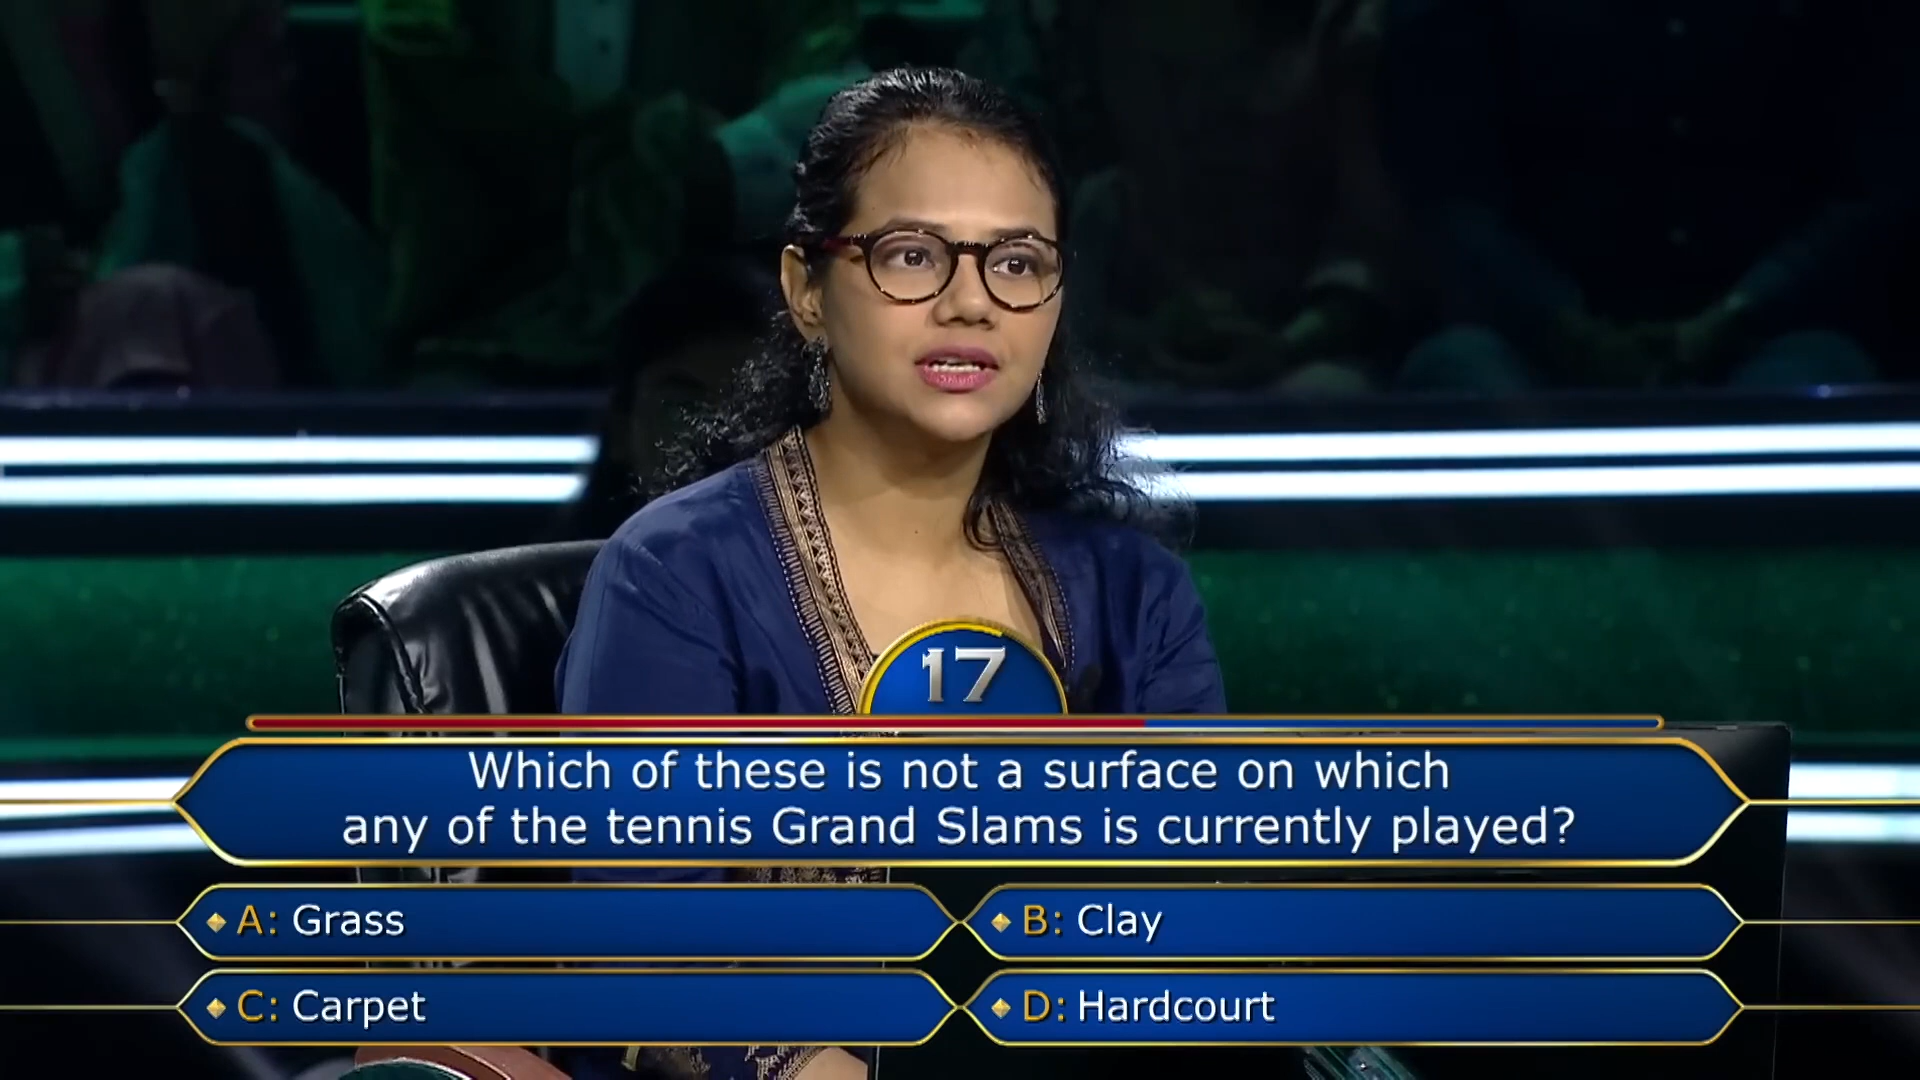 17
Which of these is not a surface on which
any of the tennis Grand Slams is currently played?
A: Grass
B: Clay
C: Carpet
D: Hardcourt